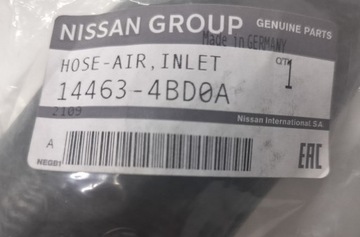 NISSAN GROUP GENUINE PARTS
Made in GERMANY
HOSE-AIR, INLET
QTY 1
14463-4BD0A
2109
Nissan International SA
A
NEGB1
EAC